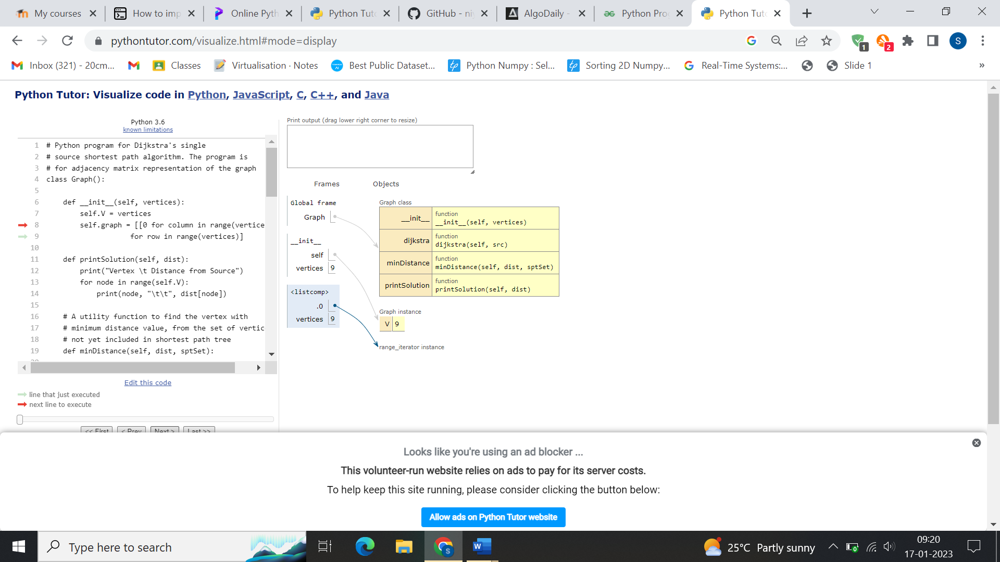 My courses
How to imp
Online Pyth
Python Tuto
GitHub - niy
AlgoDaily -
Python Prog
Python Tuto
pythontutor.com/visualize.html#mode=display
1
2
S
Inbox (321) - 20cm...
Classes
Virtualisation · Notes
Best Public Dataset...
Python Numpy : Sel...
Sorting 2D Numpy...
Real-Time Systems:...
Slide 1
»
Python Tutor: Visualize code in Python, JavaScript, C, C++, and Java
Python 3.6
known limitations
1 # Python program for Dijkstra's single
2 # source shortest path algorithm. The program is
3 # for adjacency matrix representation of the graph
4 class Graph():
5
6 def __init__(self, vertices):
7 self.V = vertices
8 self.graph = [[0 for column in range(vertice
9 for row in range(vertices)]
10
11 def printSolution(self, dist):
12 print("Vertex \t Distance from Source")
13 for node in range(self.V):
14 print(node, "\t\t", dist[node])
15
16 # A utility function to find the vertex with
17 # minimum distance value, from the set of vertic
18 # not yet included in shortest path tree
19 def minDistance(self, dist, sptSet):
Edit this code
line that just executed
next line to execute
<< First
< Prev
Next >
Last >>
Print output (drag lower right corner to resize)
Frames
Objects
Global frame
Graph
__init__
self
vertices 9
<listcomp>
.0
vertices 9
Graph class
__init__
function
__init__(self, vertices)
dijkstra
function
dijkstra(self, src)
minDistance
function
minDistance(self, dist, sptSet)
printSolution
function
printSolution(self, dist)
Graph instance
V 9
range_iterator instance
Looks like you're using an ad blocker ...
This volunteer-run website relies on ads to pay for its server costs.
To help keep this site running, please consider clicking the button below:
Allow ads on Python Tutor website
Type here to search
25°C Partly sunny
09:20
17-01-2023